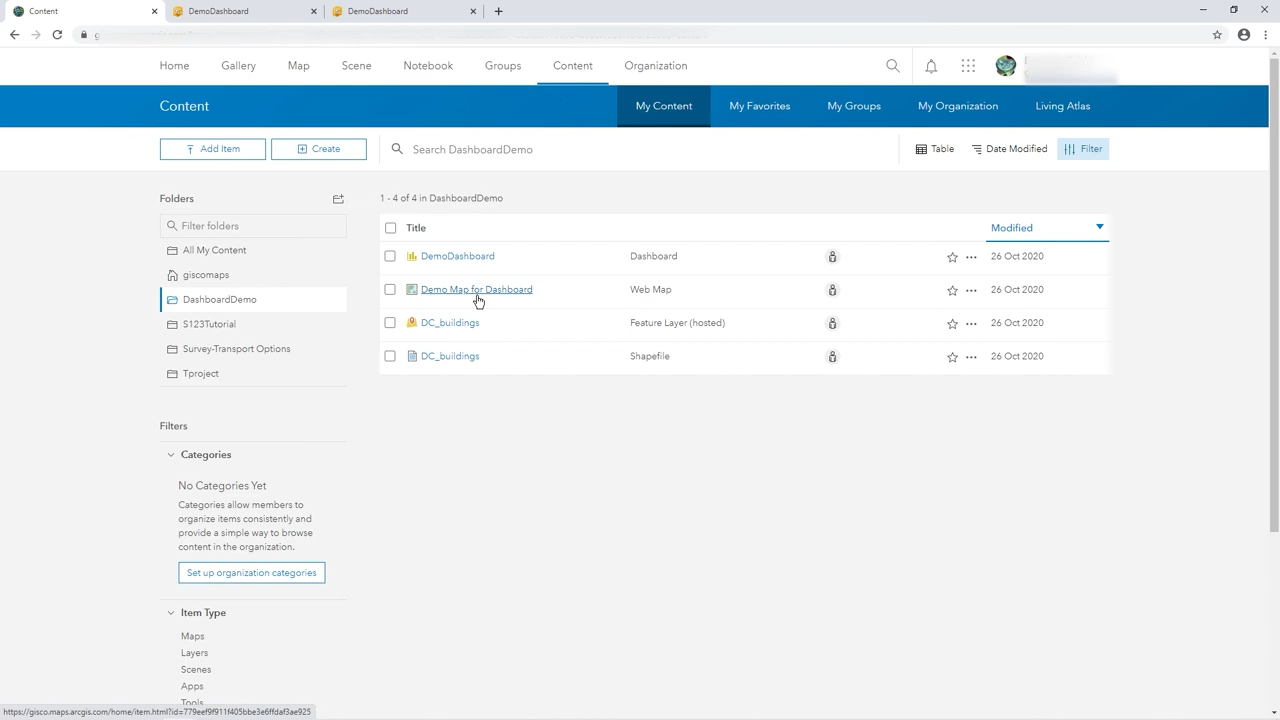 Content
DemoDashboard
DemoDashboard
Home
Gallery
Map
Scene
Notebook
Groups
Content
Organization
Content
My Content
My Favorites
My Groups
My Organization
Living Atlas
Add Item
Create
Search DashboardDemo
Table
Date Modified
Filter
Folders
Filter folders
All My Content
giscomaps
DashboardDemo
S123Tutorial
Survey-Transport Options
Tproject
1 - 4 of 4 in DashboardDemo
Title
Modified
DemoDashboard
Dashboard
26 Oct 2020
Demo Map for Dashboard
Web Map
26 Oct 2020
DC_buildings
Feature Layer (hosted)
26 Oct 2020
DC_buildings
Shapefile
26 Oct 2020
Filters
Categories
No Categories Yet
Categories allow members to
organize items consistently and
provide a simple way to browse
content in the organization.
Set up organization categories
Item Type
Maps
Layers
Scenes
Apps
Tools
https://gisco.maps.arcgis.com/home/item.html?id=779eef9f911f405bbe3e6ffdaf3ae925